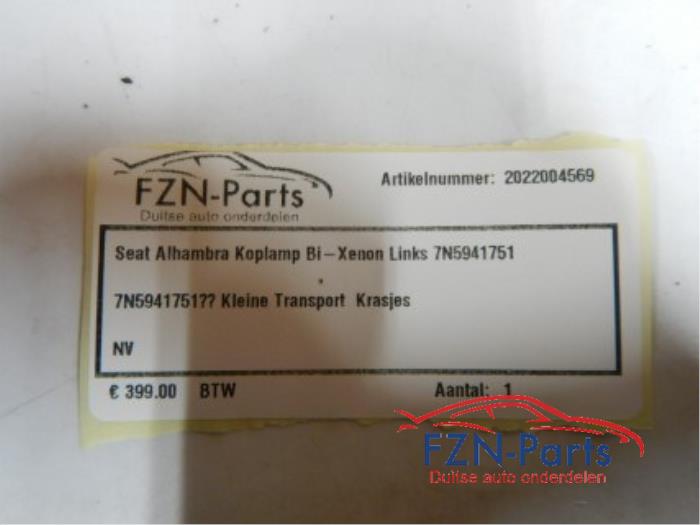 FZN-Parts
Duitse auto onderdelen
Artikelnummer: 2022004569
Seat Alhambra Koplamp Bi-Xenon Links 7N5941751
7N5941751?? Kleine Transport Krasjes
NV
€ 399.00 BTW Aantal: 1
FZN-Parts
Duitse auto onderdelen